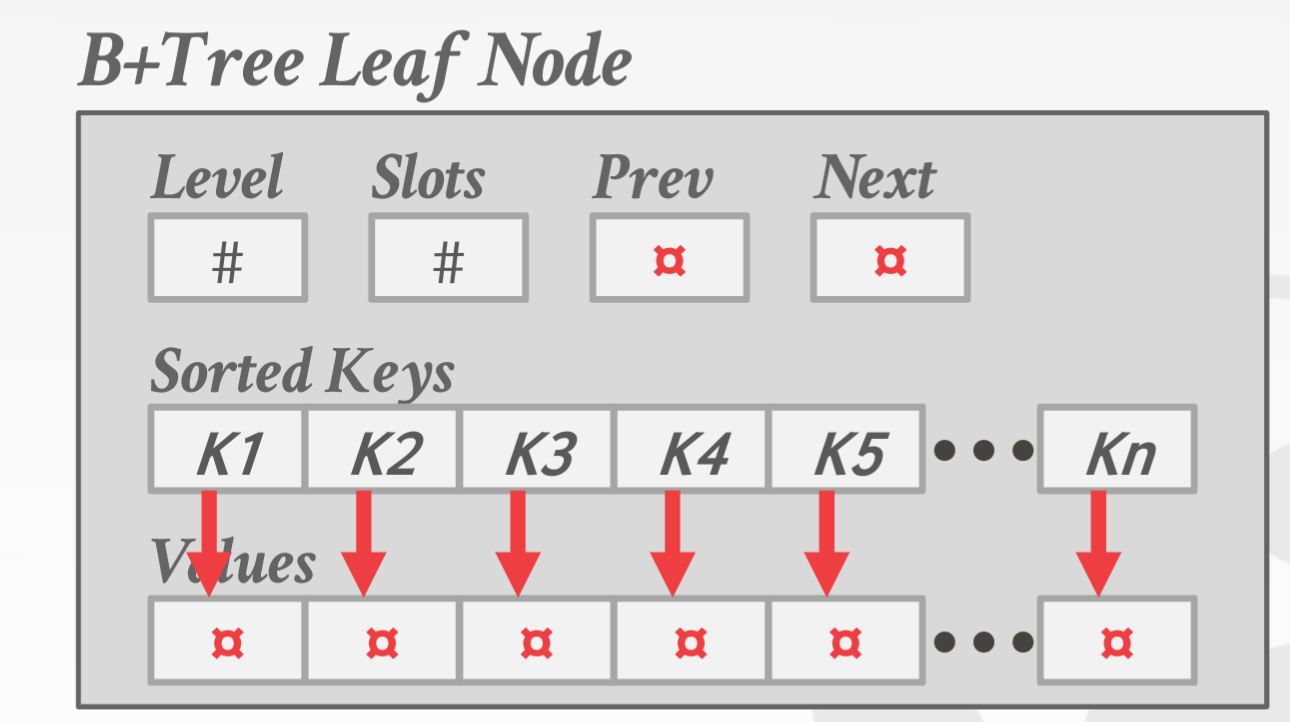 B+Tree Leaf Node
Level Slots Prev Next
# # ¤ ¤
Sorted Keys
K1 K2 K3 K4 K5 ••• Kn
Values
¤ ¤ ¤ ¤ ¤ ••• ¤